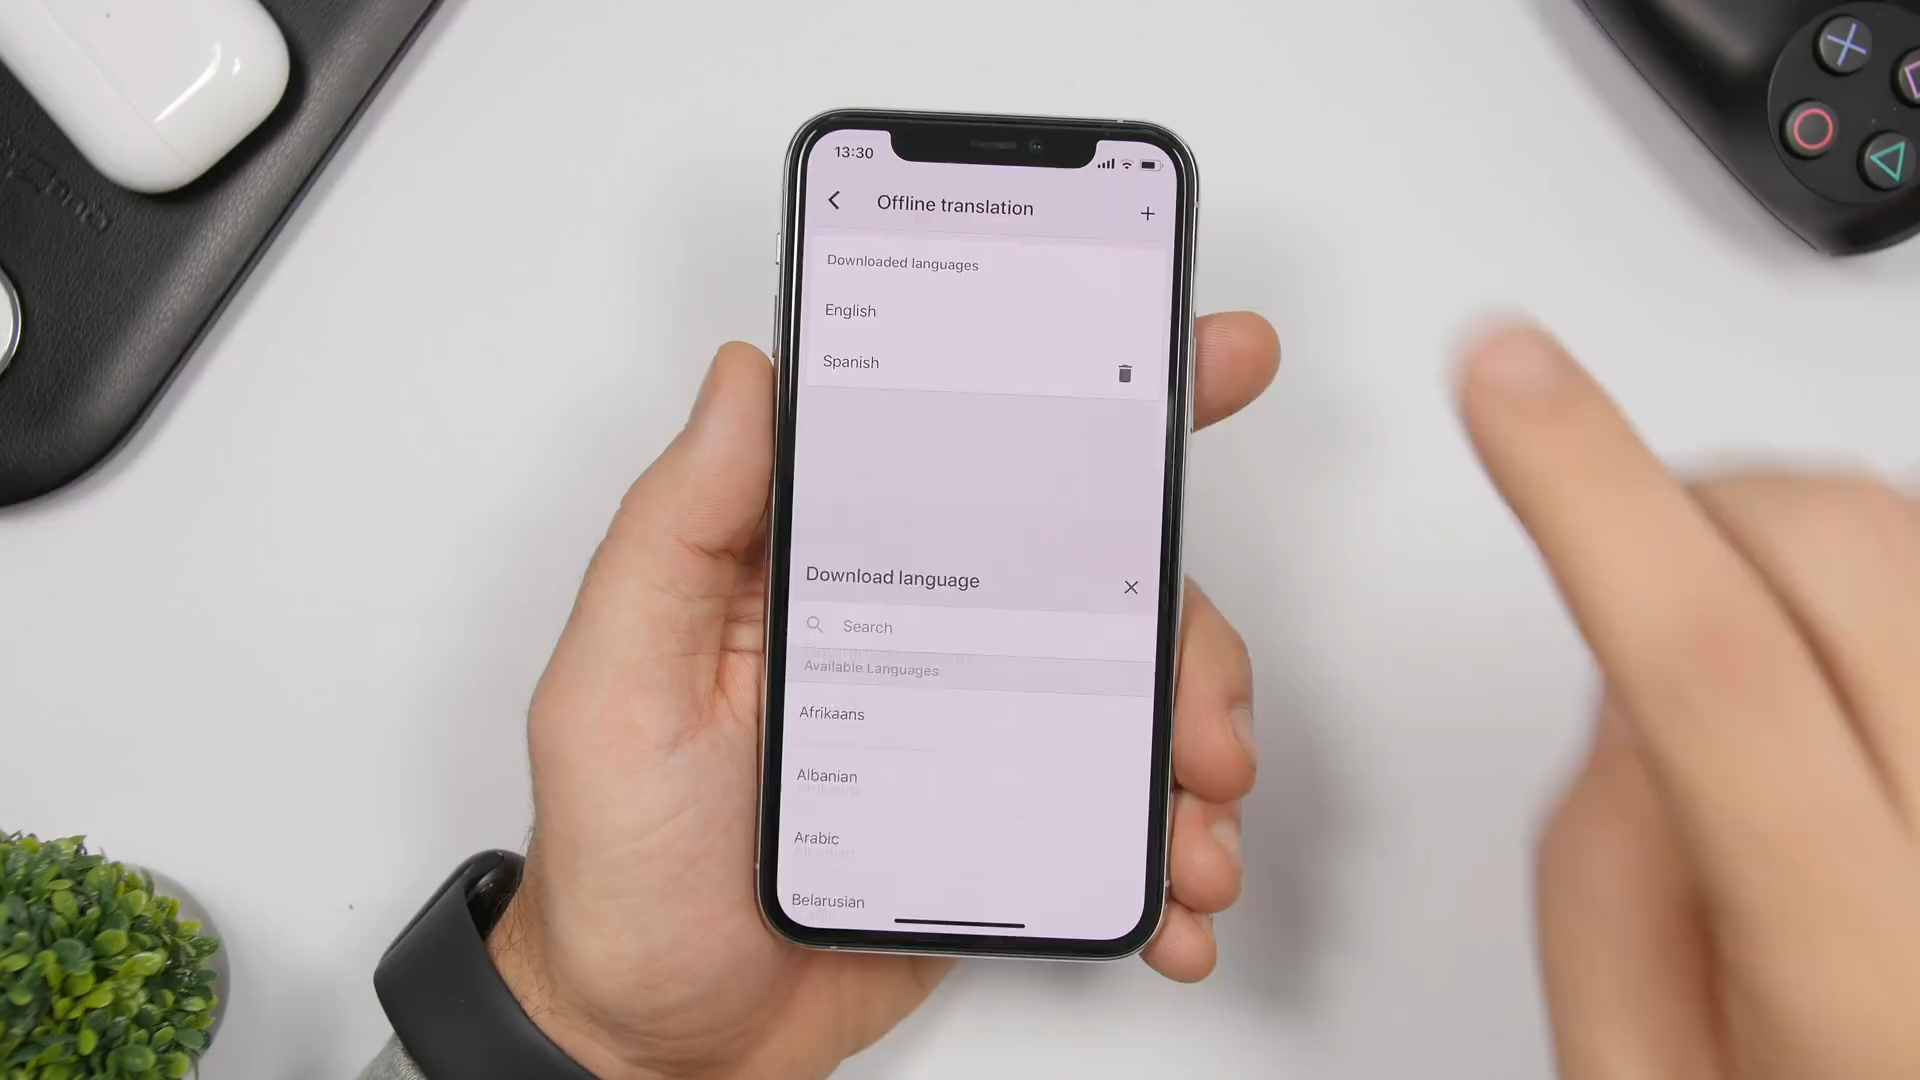 13:30
Offline translation
Downloaded languages
English
Spanish
Download language
Search
Available Languages
Afrikaans
Albanian
Arabic
Belarusian